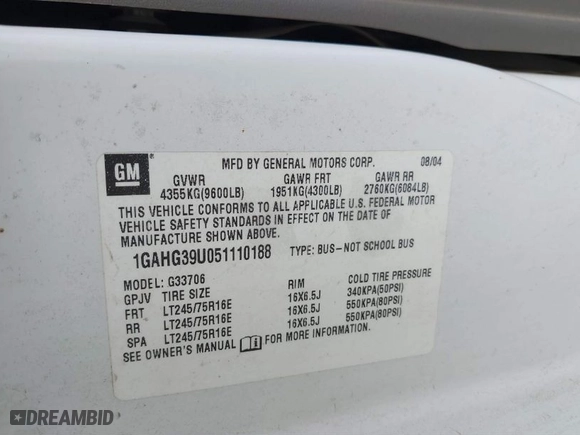 GM
MFD BY GENERAL MOTORS CORP. 08/04
GVWR GAWR FRT GAWR RR
4355KG(9600LB) 1951KG(4300LB) 2760KG(6084LB)
THIS VEHICLE CONFORMS TO ALL APPLICABLE U.S. FEDERAL MOTOR
VEHICLE SAFETY STANDARDS IN EFFECT ON THE DATE OF
MANUFACTURE SHOWN ABOVE.
1GAHG39U051110188 TYPE: BUS-NOT SCHOOL BUS
MODEL: G33706
GPJV TIRE SIZE RIM COLD TIRE PRESSURE
FRT LT245/75R16E 16X6.5J 340KPA(50PSI)
RR LT245/75R16E 16X6.5J 550KPA(80PSI)
SPA LT245/75R16E 16X6.5J 550KPA(80PSI)
SEE OWNER'S MANUAL FOR MORE INFORMATION.
DREAMBID